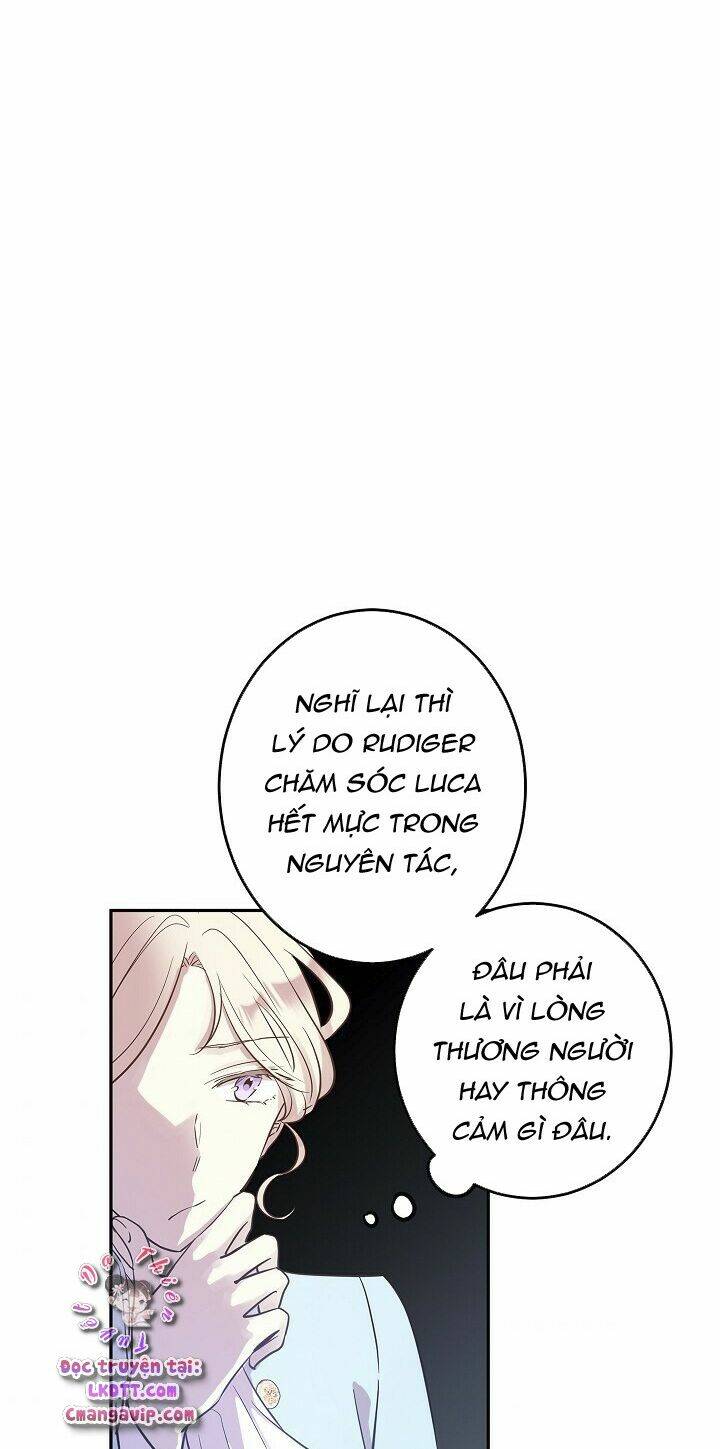 NGHĨ LẠI THÌ
LÝ DO RUDIGER
CHĂM SÓC LUCA
HẾT MỰC TRONG
NGUYÊN TÁC,
ĐÂU PHẢI
LÀ VÌ LÒNG
THƯƠNG NGƯỜI
HAY THÔNG
CẢM GÌ ĐÂU.
Đọc truyện tại:
LKDTT.com
Cmangavip.com